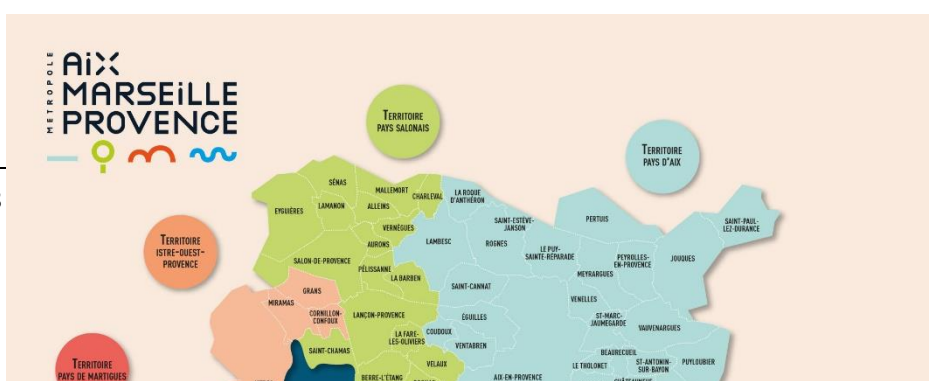 METROPOLE
AiX
MARSEiLLE
PROVENCE
TERRITOIRE
PAYS SALONAIS
TERRITOIRE
PAYS D'AIX
TERRITOIRE
ISTRE-OUEST-
PROVENCE
TERRITOIRE
PAYS DE MARTIGUES
SÉNAS
MALLEMORT
CHARLEVAL
LA ROQUE
D'ANTHÉRON
EYGUIÈRES
LAMANON
ALLEINS
VERNÈGUES
SAINT-ESTÈVE-
JANSON
PERTUIS
SAINT-PAUL-
LEZ-DURANCE
AURONS
LAMBESC
ROGNES
LE PUY-
SAINTE-RÉPARADE
PEYROLLES-
EN-PROVENCE
JOUQUES
SALON-DE-PROVENCE
PÉLISSANNE
LA BARBEN
MEYRARGUES
GRANS
SAINT-CANNAT
MIRAMAS
VENELLES
CORNILLON-
CONFOUX
LANÇON-PROVENCE
ÉGUILLES
ST-MARC-
JAUMEGARDE
VAUVENARGUES
LA FARE-
LES-OLIVIERS
COUDOUX
VENTABREN
SAINT-CHAMAS
BEAURECUEIL
VELAUX
LE THOLONET
ST-ANTONIN-
SUR-BAYON
PUYLOUBIER
BERRE-L'ÉTANG
AIX-EN-PROVENCE